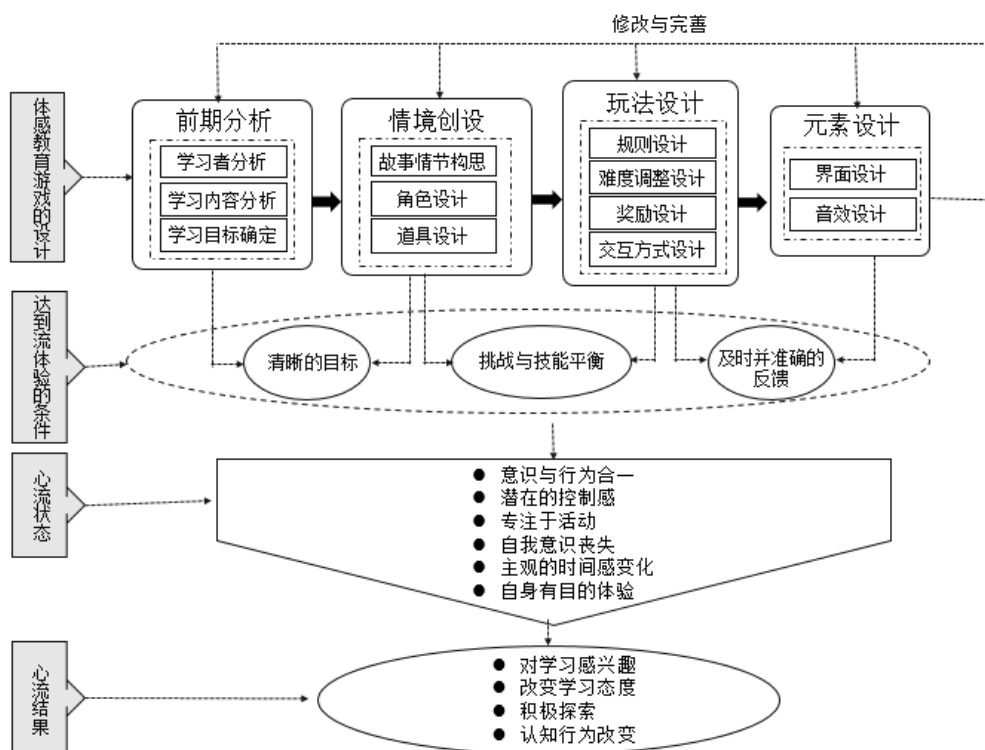 修改与完善
体感教育游戏的设计
前期分析
学习者分析
学习内容分析
学习目标确定
情境创设
故事情节构思
角色设计
道具设计
玩法设计
规则设计
难度调整设计
奖励设计
交互方式设计
元素设计
界面设计
音效设计
达到流体验的条件
清晰的目标
挑战与技能平衡
及时并准确的
反馈
心流状态
● 意识与行为合一
● 潜在的控制感
● 专注于活动
● 自我意识丧失
● 主观的时间感变化
● 自身有目的体验
心流结果
● 对学习感兴趣
● 改变学习态度
● 积极探索
● 认知行为改变